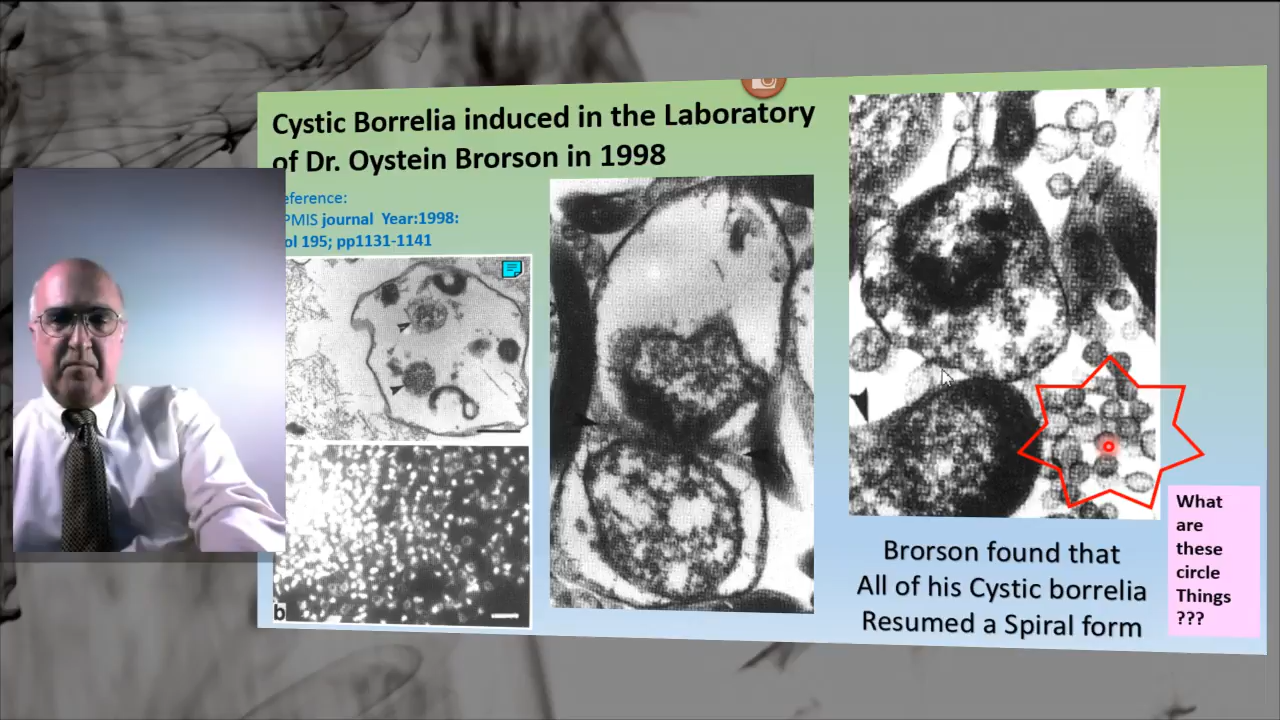 Cystic Borrelia induced in the Laboratory
of Dr. Oystein Brorson in 1998
eference:
PMIS journal Year:1998:
ol 195; pp1131-1141
b
Brorson found that
All of his Cystic borrelia
Resumed a Spiral form
What
are
these
circle
Things
???